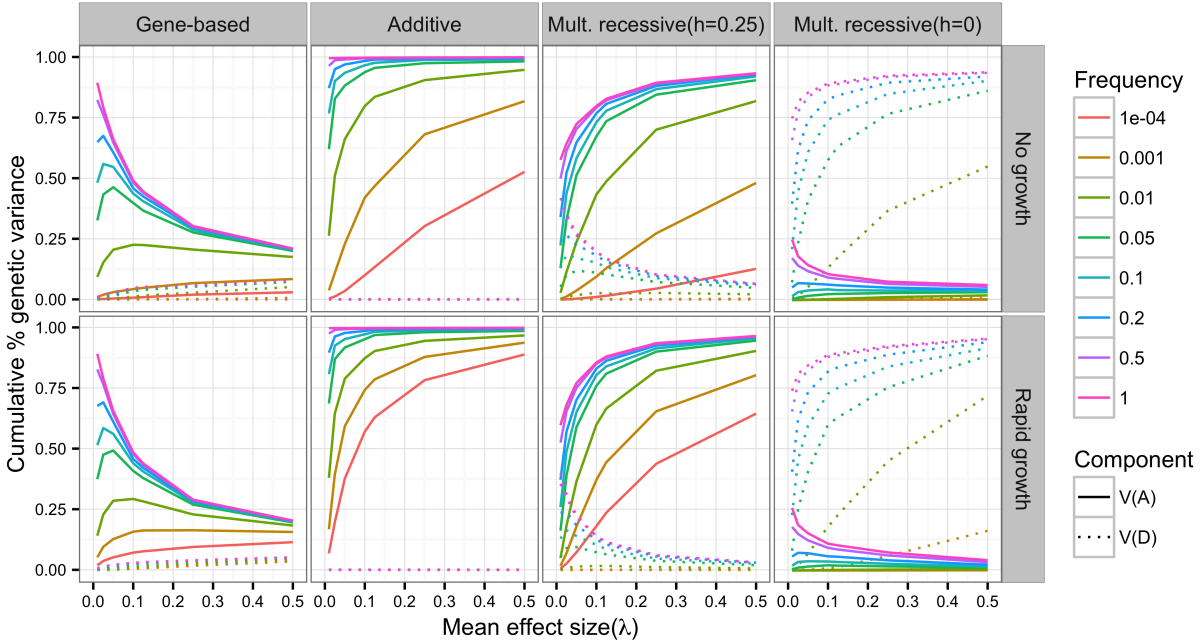 Gene-based
Additive
Mult. recessive(h=0.25)
Mult. recessive(h=0)
Cumulative % genetic variance
1.00
0.75
0.50
0.25
0.00
No growth
1.00
0.75
0.50
0.25
0.00
Rapid growth
0.0 0.1 0.2 0.3 0.4 0.5
0.0 0.1 0.2 0.3 0.4 0.5
0.0 0.1 0.2 0.3 0.4 0.5
0.0 0.1 0.2 0.3 0.4 0.5
Mean effect size(λ)
Frequency
1e-04
0.001
0.01
0.05
0.1
0.2
0.5
1
Component
V(A)
V(D)